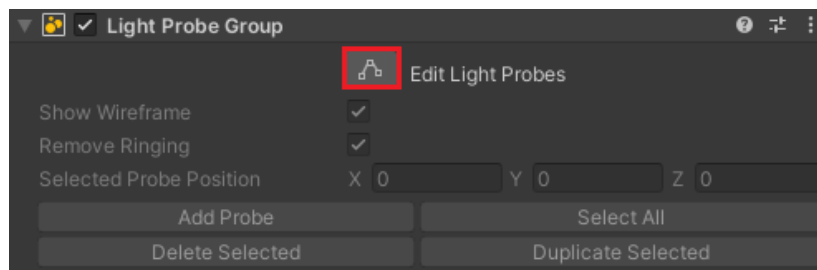 Light Probe Group
Edit Light Probes
Show Wireframe
Remove Ringing
Selected Probe Position X 0 Y 0 Z 0
Add Probe Select All
Delete Selected Duplicate Selected